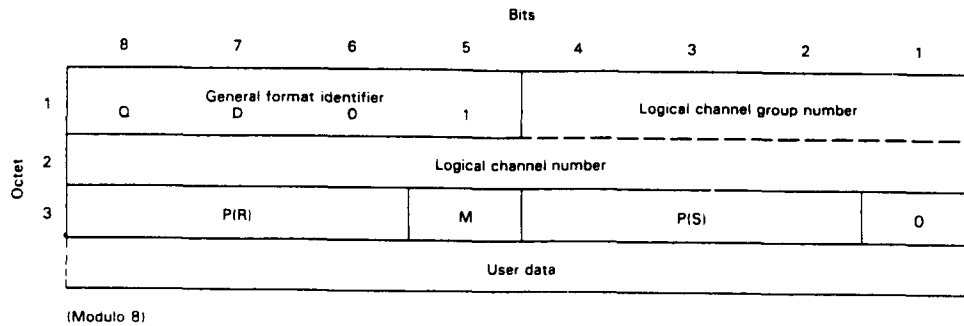 Bits
8 7 6 5 4 3 2 1
Octet
1
General format identifier
Q D 0 1
Logical channel group number
2
Logical channel number
3
P(R) M P(S) 0
User data
(Modulo 8)